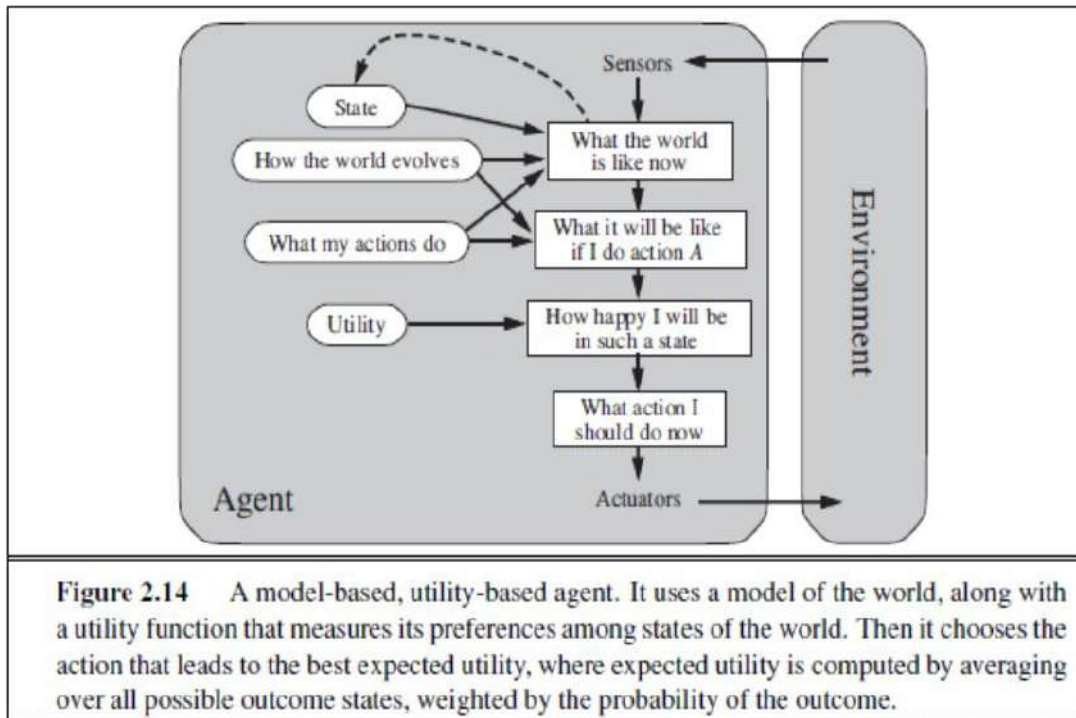 Sensors
State
What the world
is like now
How the world evolves
What it will be like
if I do action A
What my actions do
Utility
How happy I will be
in such a state
What action I
should do now
Agent
Actuators
Environment
Figure 2.14 A model-based, utility-based agent. It uses a model of the world, along with
a utility function that measures its preferences among states of the world. Then it chooses the
action that leads to the best expected utility, where expected utility is computed by averaging
over all possible outcome states, weighted by the probability of the outcome.